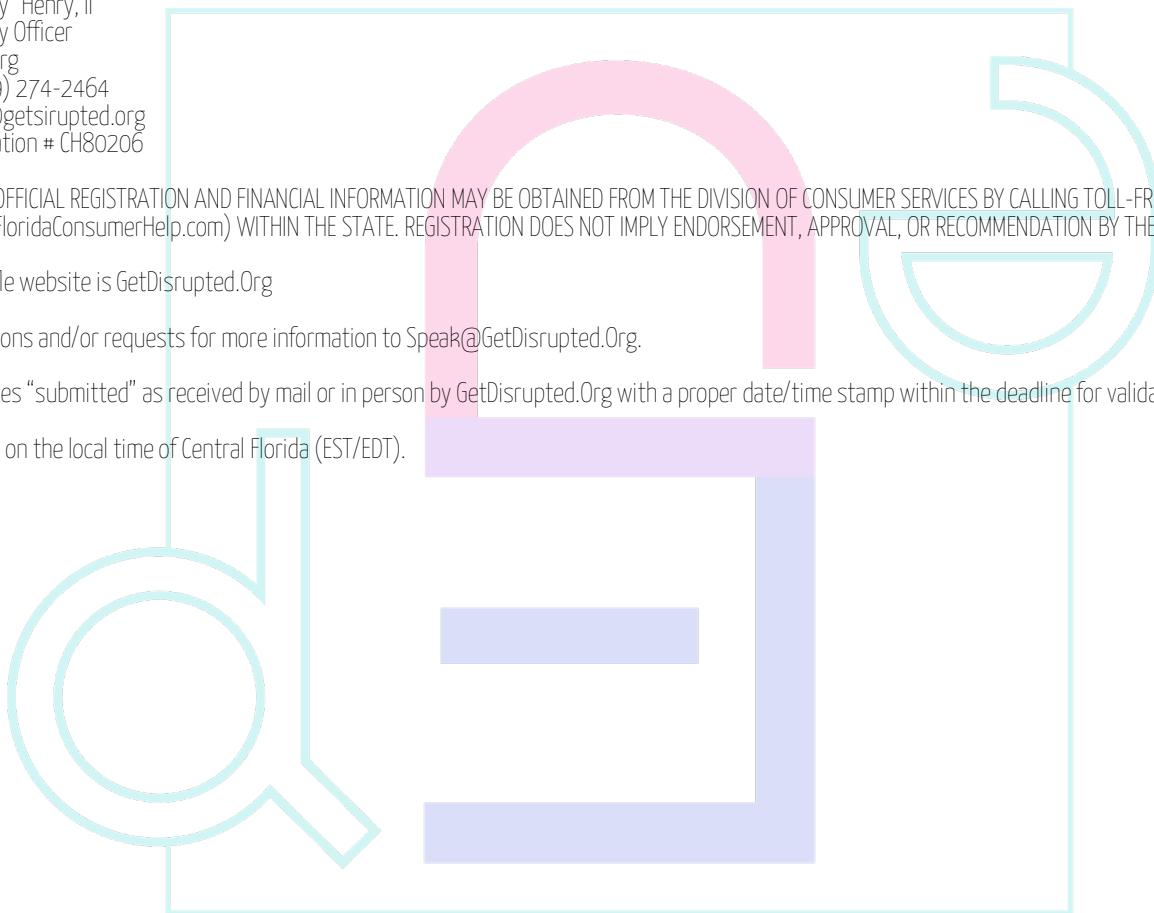 y" Henry, II
y Officer
rg
) 274-2464
@getsirupted.org
ation # CH80206
OFFICIAL REGISTRATION AND FINANCIAL INFORMATION MAY BE OBTAINED FROM THE DIVISION OF CONSUMER SERVICES BY CALLING TOLL-FR
FloridaConsumerHelp.com) WITHIN THE STATE. REGISTRATION DOES NOT IMPLY ENDORSEMENT, APPROVAL, OR RECOMMENDATION BY THE
le website is GetDisrupted.Org
ons and/or requests for more information to Speak@GetDisrupted.Org.
es “submitted” as received by mail or in person by GetDisrupted.Org with a proper date/time stamp within the deadline for valida
on the local time of Central Florida (EST/EDT).